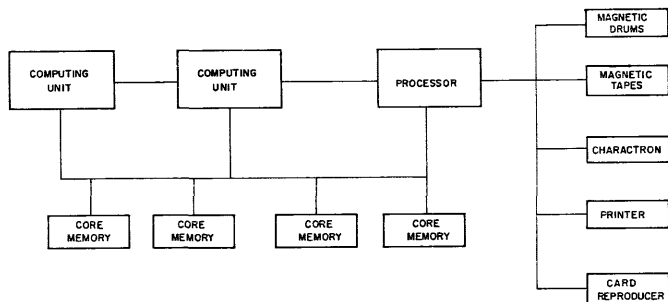 COMPUTING
UNIT
COMPUTING
UNIT
PROCESSOR
MAGNETIC
DRUMS
MAGNETIC
TAPES
CHARACTRON
PRINTER
CARD
REPRODUCER
CORE
MEMORY
CORE
MEMORY
CORE
MEMORY
CORE
MEMORY